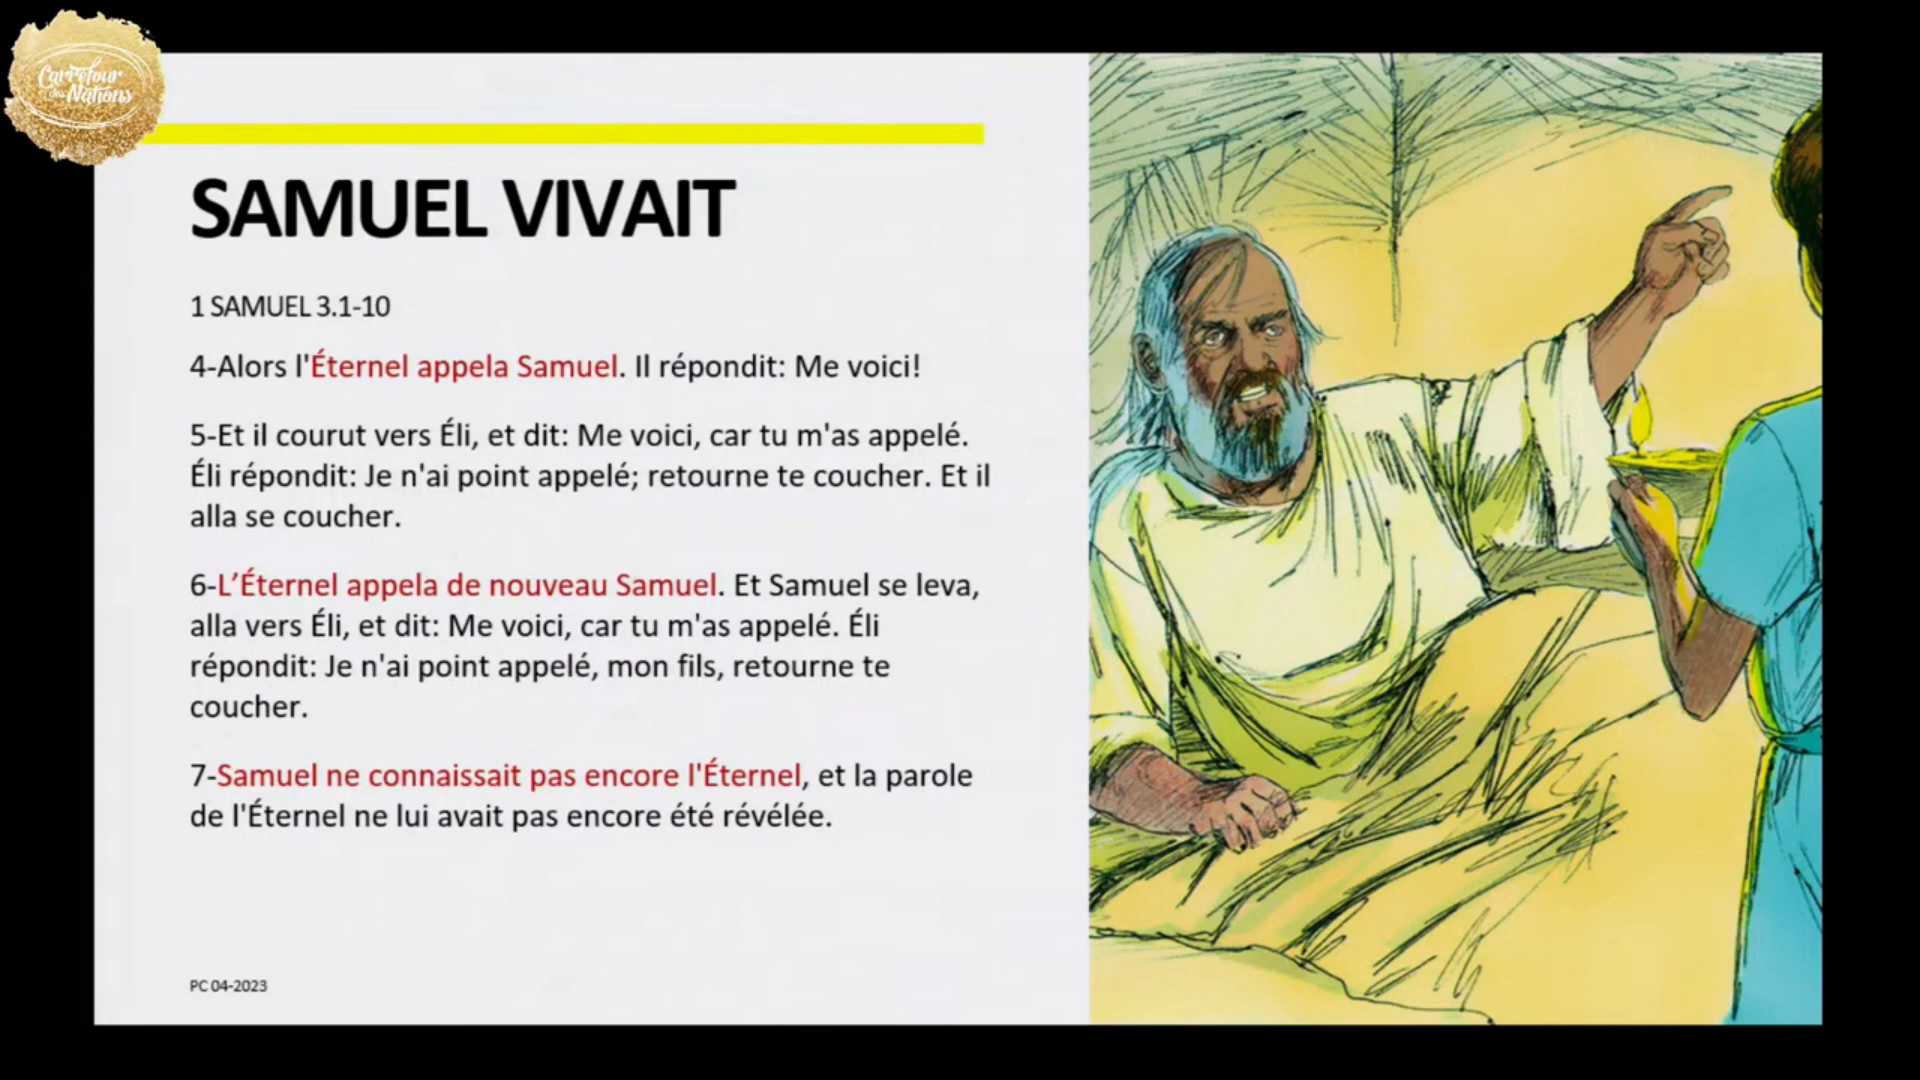 Carrefour
des Nations
SAMUEL VIVAIT
1 SAMUEL 3.1-10
4-Alors l'Éternel appela Samuel. Il répondit: Me voici!
5-Et il courut vers Éli, et dit: Me voici, car tu m'as appelé.
Éli répondit: Je n'ai point appelé; retourne te coucher. Et il
alla se coucher.
6-L’Éternel appela de nouveau Samuel. Et Samuel se leva,
alla vers Éli, et dit: Me voici, car tu m'as appelé. Éli
répondit: Je n'ai point appelé, mon fils, retourne te
coucher.
7-Samuel ne connaissait pas encore l'Éternel, et la parole
de l'Éternel ne lui avait pas encore été révélée.
PC 04-2023